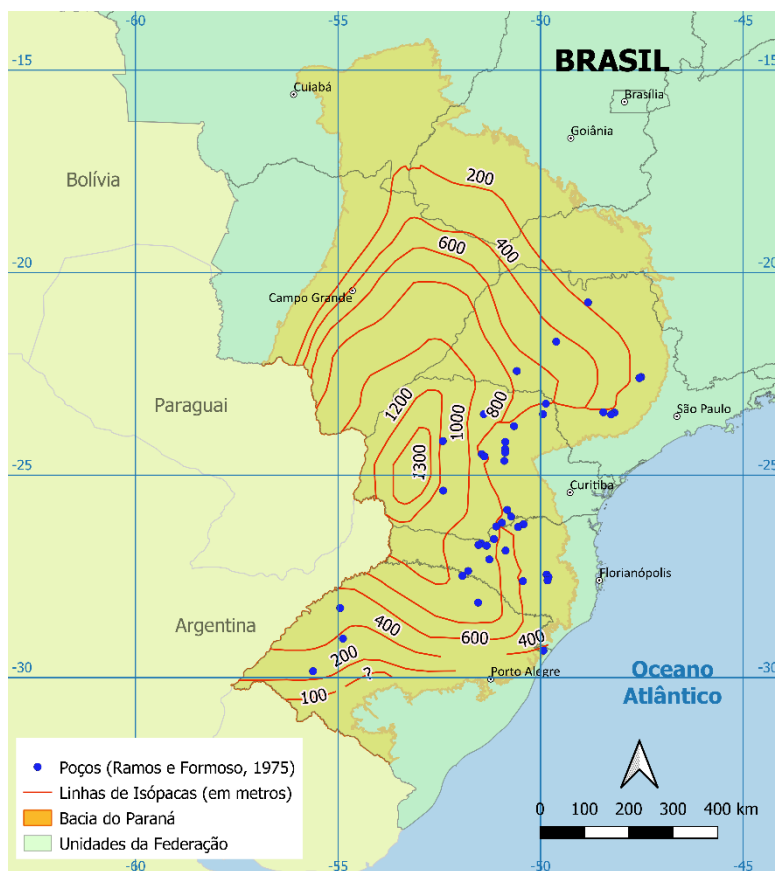 -60
-55
-50
-45
-15
BRASIL
-15
Cuiabá
Brasília
Goiânia
Bolívia
200
400
600
-20
-20
Campo Grande
1200
1000
800
Paraguai
São Paulo
1300
-25
-25
Curitiba
Florianópolis
Argentina
400
600
400
200
?
-30
Porto Alegre
-30
100
Oceano
Atlântico
Poços (Ramos e Formoso, 1975)
Linhas de Isópacas (em metros)
Bacia do Paraná
Unidades da Federação
0 100 200 300 400 km
-60
-55
-50
-45